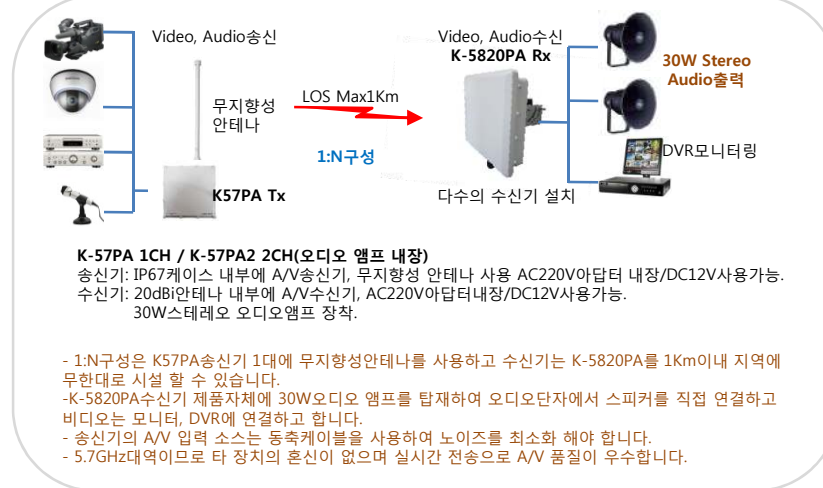 Video, Audio송신
Video, Audio수신
K-5820PA Rx
30W Stereo
Audio출력
무지향성
안테나
LOS Max1Km
1:N구성
DVR모니터링
K57PA Tx
다수의 수신기 설치
K-57PA 1CH / K-57PA2 2CH(오디오 앰프 내장)
송신기: IP67케이스 내부에 A/V송신기, 무지향성 안테나 사용 AC220V아답터 내장/DC12V사용가능.
수신기: 20dBi안테나 내부에 A/V수신기, AC220V아답터내장/DC12V사용가능.
30W스테레오 오디오앰프 장착.
- 1:N구성은 K57PA송신기 1대에 무지향성안테나를 사용하고 수신기는 K-5820PA를 1Km이내 지역에
무한대로 시설 할 수 있습니다.
-K-5820PA수신기 제품자체에 30W오디오 앰프를 탑재하여 오디오단자에서 스피커를 직접 연결하고
비디오는 모니터, DVR에 연결하고 합니다.
- 송신기의 A/V 입력 소스는 동축케이블을 사용하여 노이즈를 최소화 해야 합니다.
- 5.7GHz대역이므로 타 장치의 혼신이 없으며 실시간 전송으로 A/V 품질이 우수합니다.